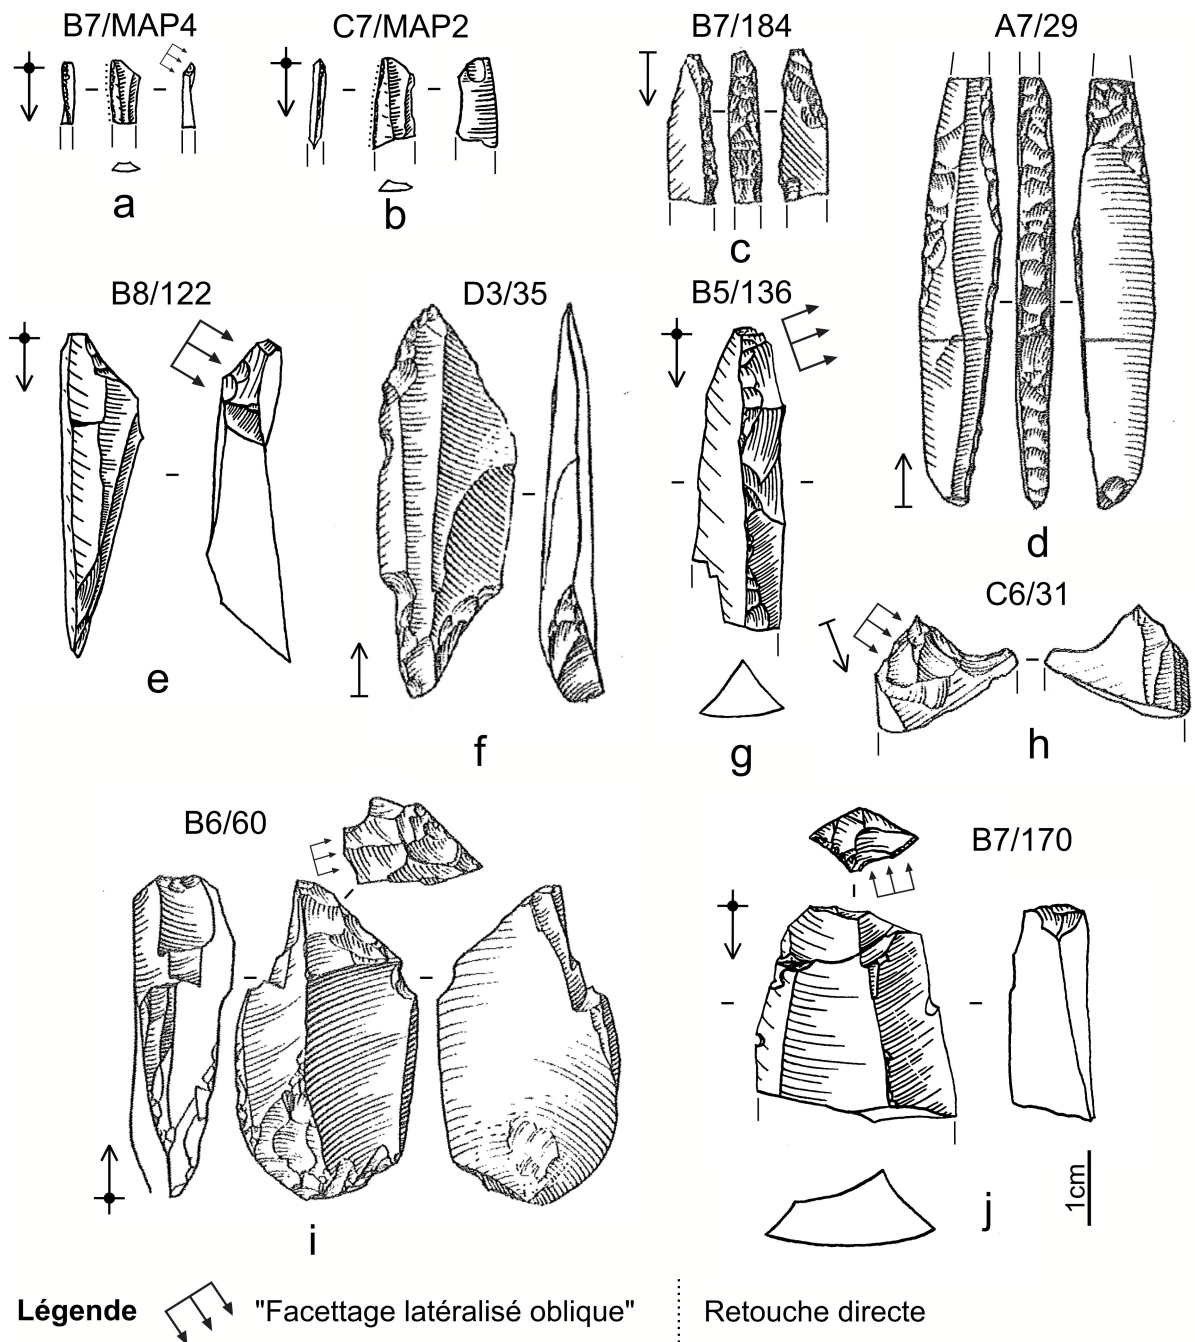 B7/MAP4
C7/MAP2
B7/184
A7/29
a
b
c
B8/122
D3/35
B5/136
d
C6/31
e
f
g
h
B6/60
B7/170
1cm
i
j
Légende "Facettage latéralisé oblique" Retouche directe